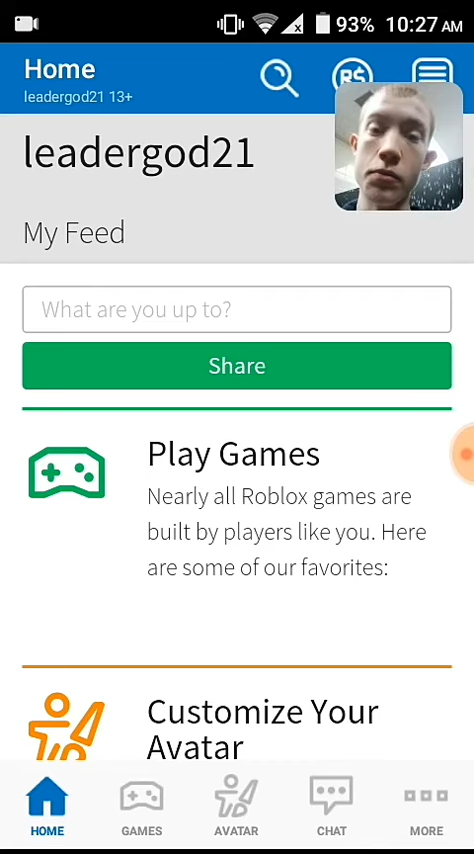 93% 10:27 AM
Home
leadergod21 13+
R$
leadergod21
My Feed
What are you up to?
Share
Play Games
Nearly all Roblox games are
built by players like you. Here
are some of our favorites:
Customize Your
Avatar
HOME GAMES AVATAR CHAT MORE